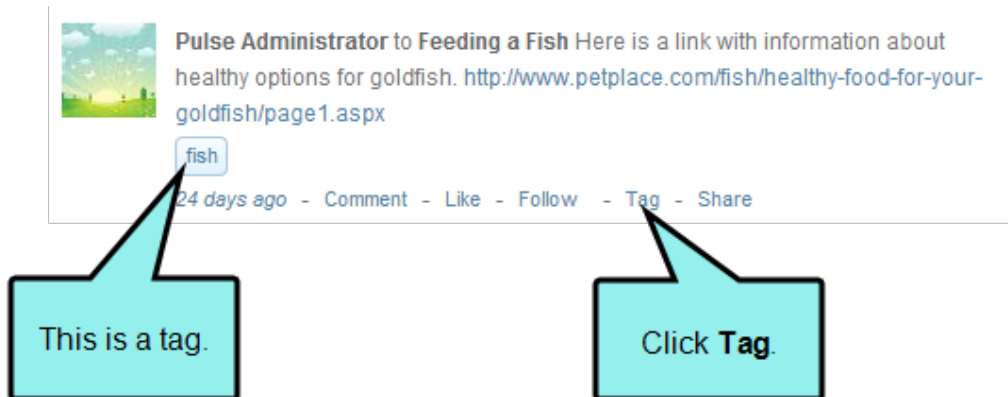 Pulse Administrator to Feeding a Fish Here is a link with information about
healthy options for goldfish. http://www.petplace.com/fish/healthy-food-for-your-
goldfish/page1.aspx
fish
24 days ago - Comment - Like - Follow - Tag - Share
This is a tag.
Click Tag.